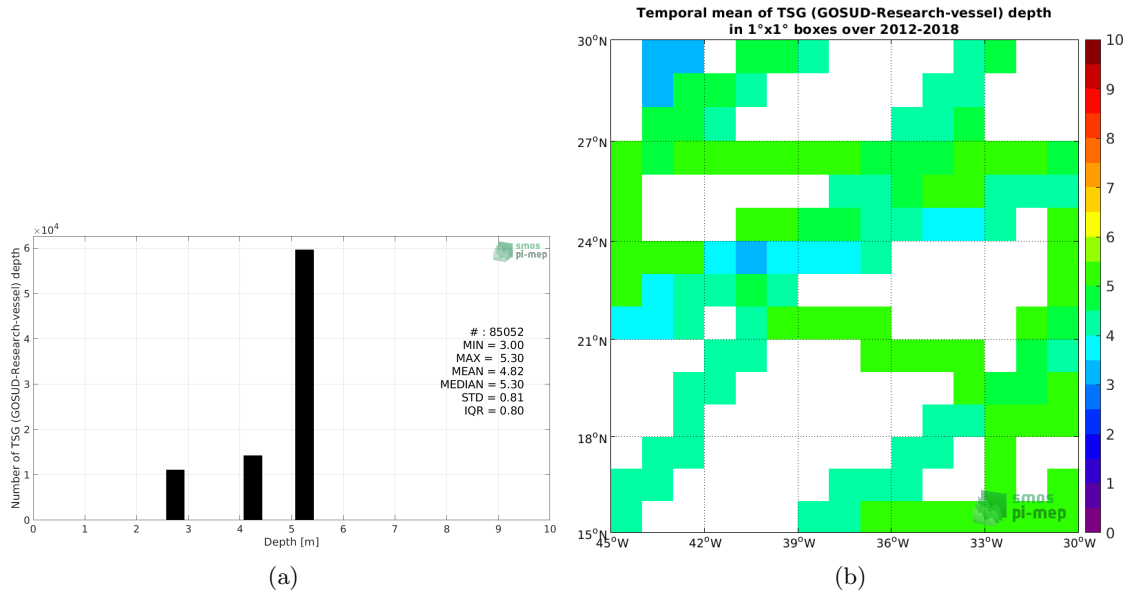 ×10⁴
6
5
4
3
2
1
0
Number of TSG (GOSUD-Research-vessel) depth
smos
pi-mep
# : 85052
MIN = 3.00
MAX = 5.30
MEAN = 4.82
MEDIAN = 5.30
STD = 0.81
IQR = 0.80
0 1 2 3 4 5 6 7 8 9 10
Depth [m]
(a)
Temporal mean of TSG (GOSUD-Research-vessel) depth
in 1°x1° boxes over 2012-2018
30°N
27°N
24°N
21°N
18°N
15°N
45°W 42°W 39°W 36°W 33°W 30°W
smos
pi-mep
10
9
8
7
6
5
4
3
2
1
0
(b)